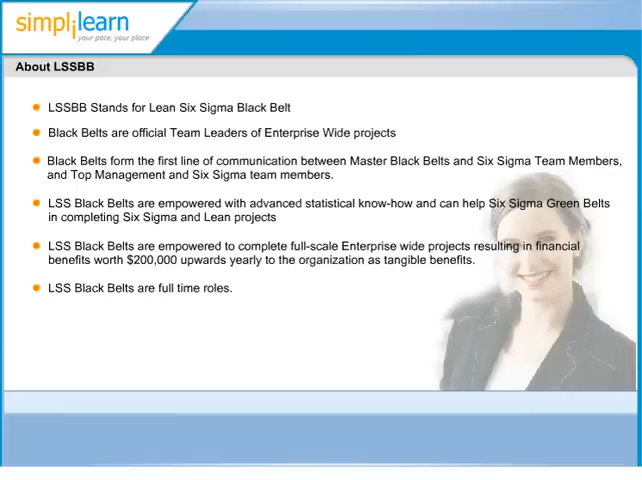 simplilearn
your pace, your place
About LSSBB
LSSBB Stands for Lean Six Sigma Black Belt
Black Belts are official Team Leaders of Enterprise Wide projects
Black Belts form the first line of communication between Master Black Belts and Six Sigma Team Members,
and Top Management and Six Sigma team members.
LSS Black Belts are empowered with advanced statistical know-how and can help Six Sigma Green Belts
in completing Six Sigma and Lean projects
LSS Black Belts are empowered to complete full-scale Enterprise wide projects resulting in financial
benefits worth $200,000 upwards yearly to the organization as tangible benefits.
LSS Black Belts are full time roles.